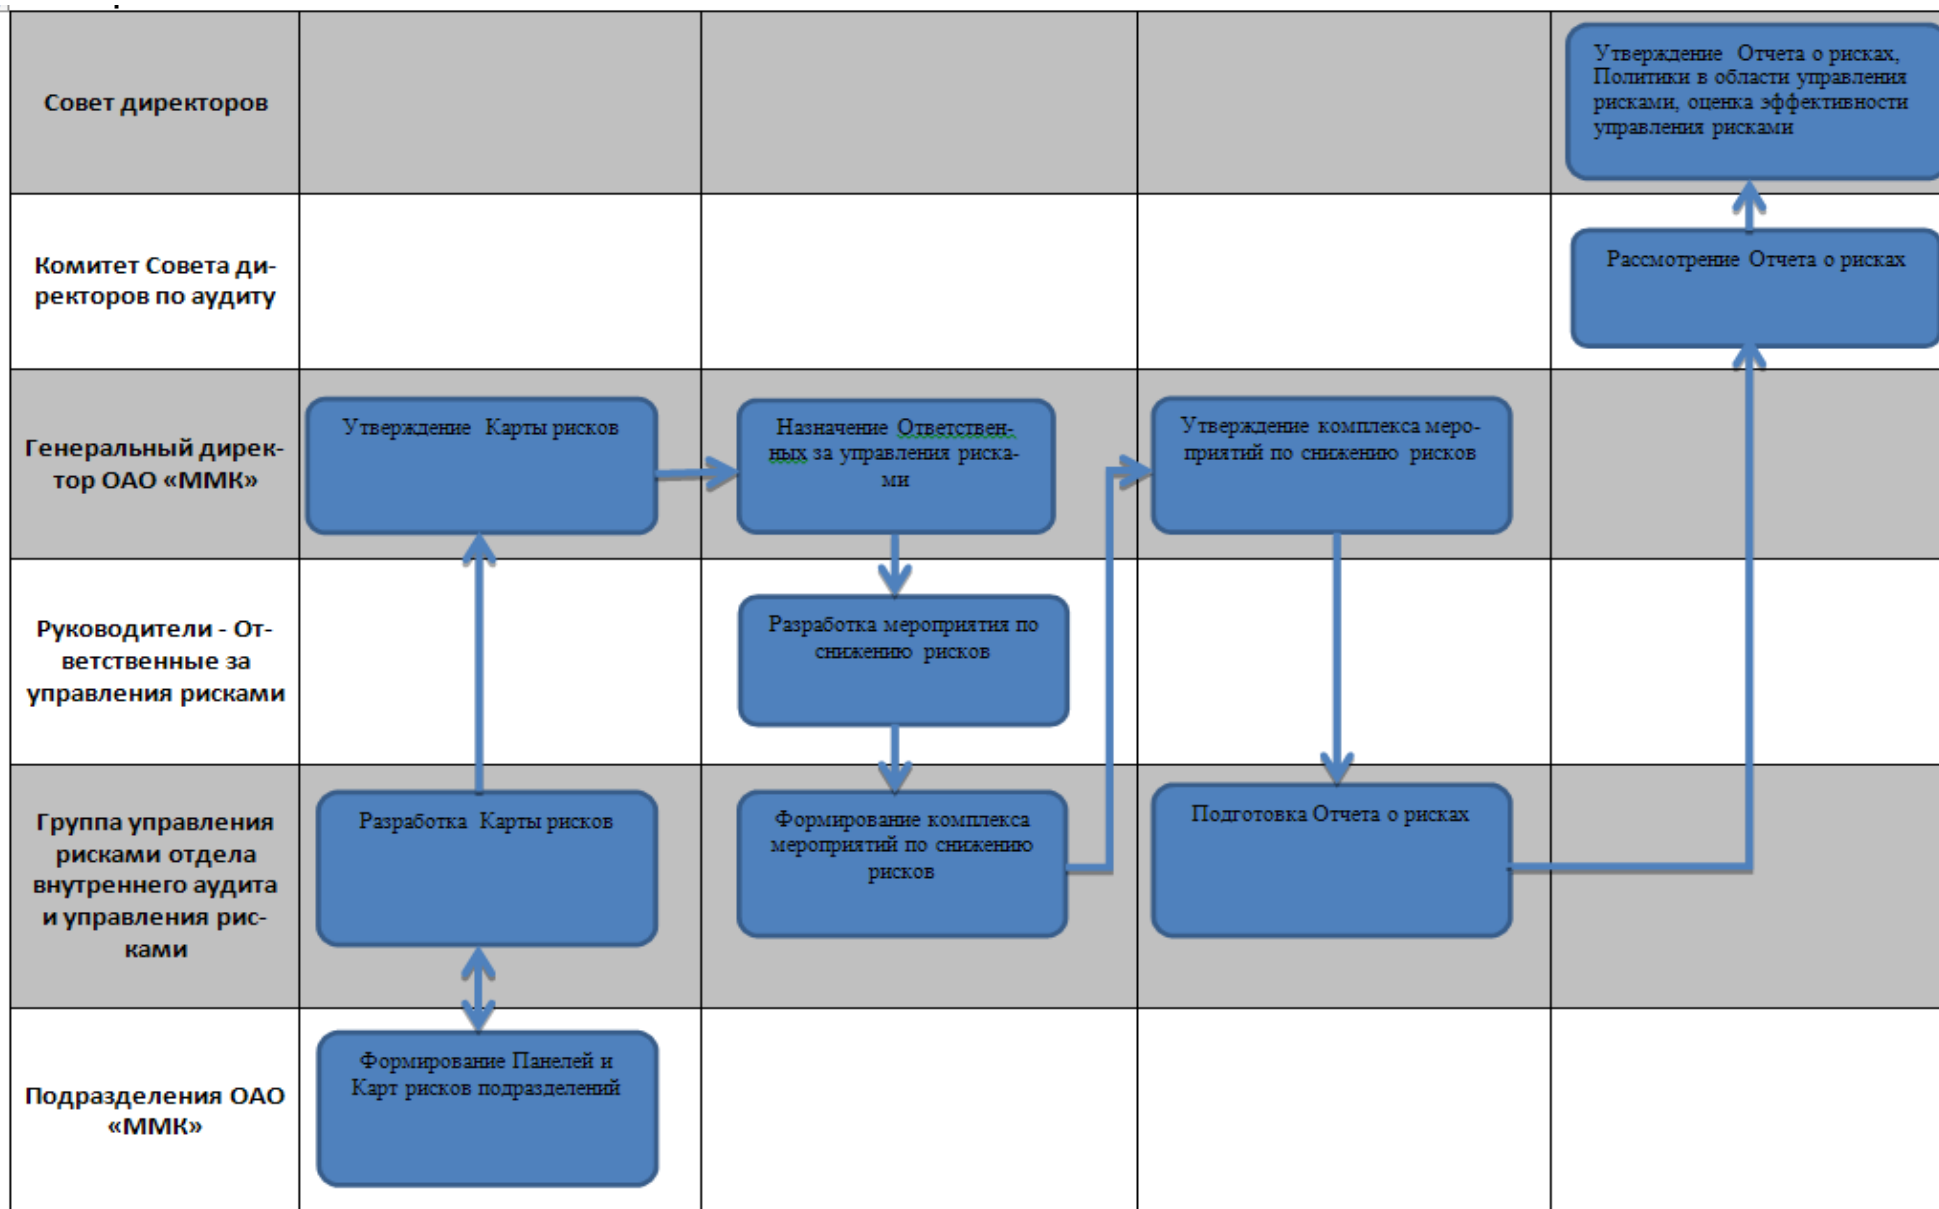 Совет директоров
Утверждение Отчета о рисках,
Политики в области управления
рисками, оценка эффективности
управления рисками
Комитет Совета ди-
ректоров по аудиту
Рассмотрение Отчета о рисках
Генеральный дирек-
тор ОАО «ММК»
Утверждение Карты рисков
Назначение Ответствен-
ных за управления риска-
ми
Утверждение комплекса меро-
приятий по снижению рисков
Руководители - От-
ветственные за
управления рисками
Разработка мероприятия по
снижению рисков
Группа управления
рисками отдела
внутреннего аудита
и управления рис-
ками
Разработка Карты рисков
Формирование комплекса
мероприятий по снижению
рисков
Подготовка Отчета о рисках
Подразделения ОАО
«ММК»
Формирование Панелей и
Карт рисков подразделений